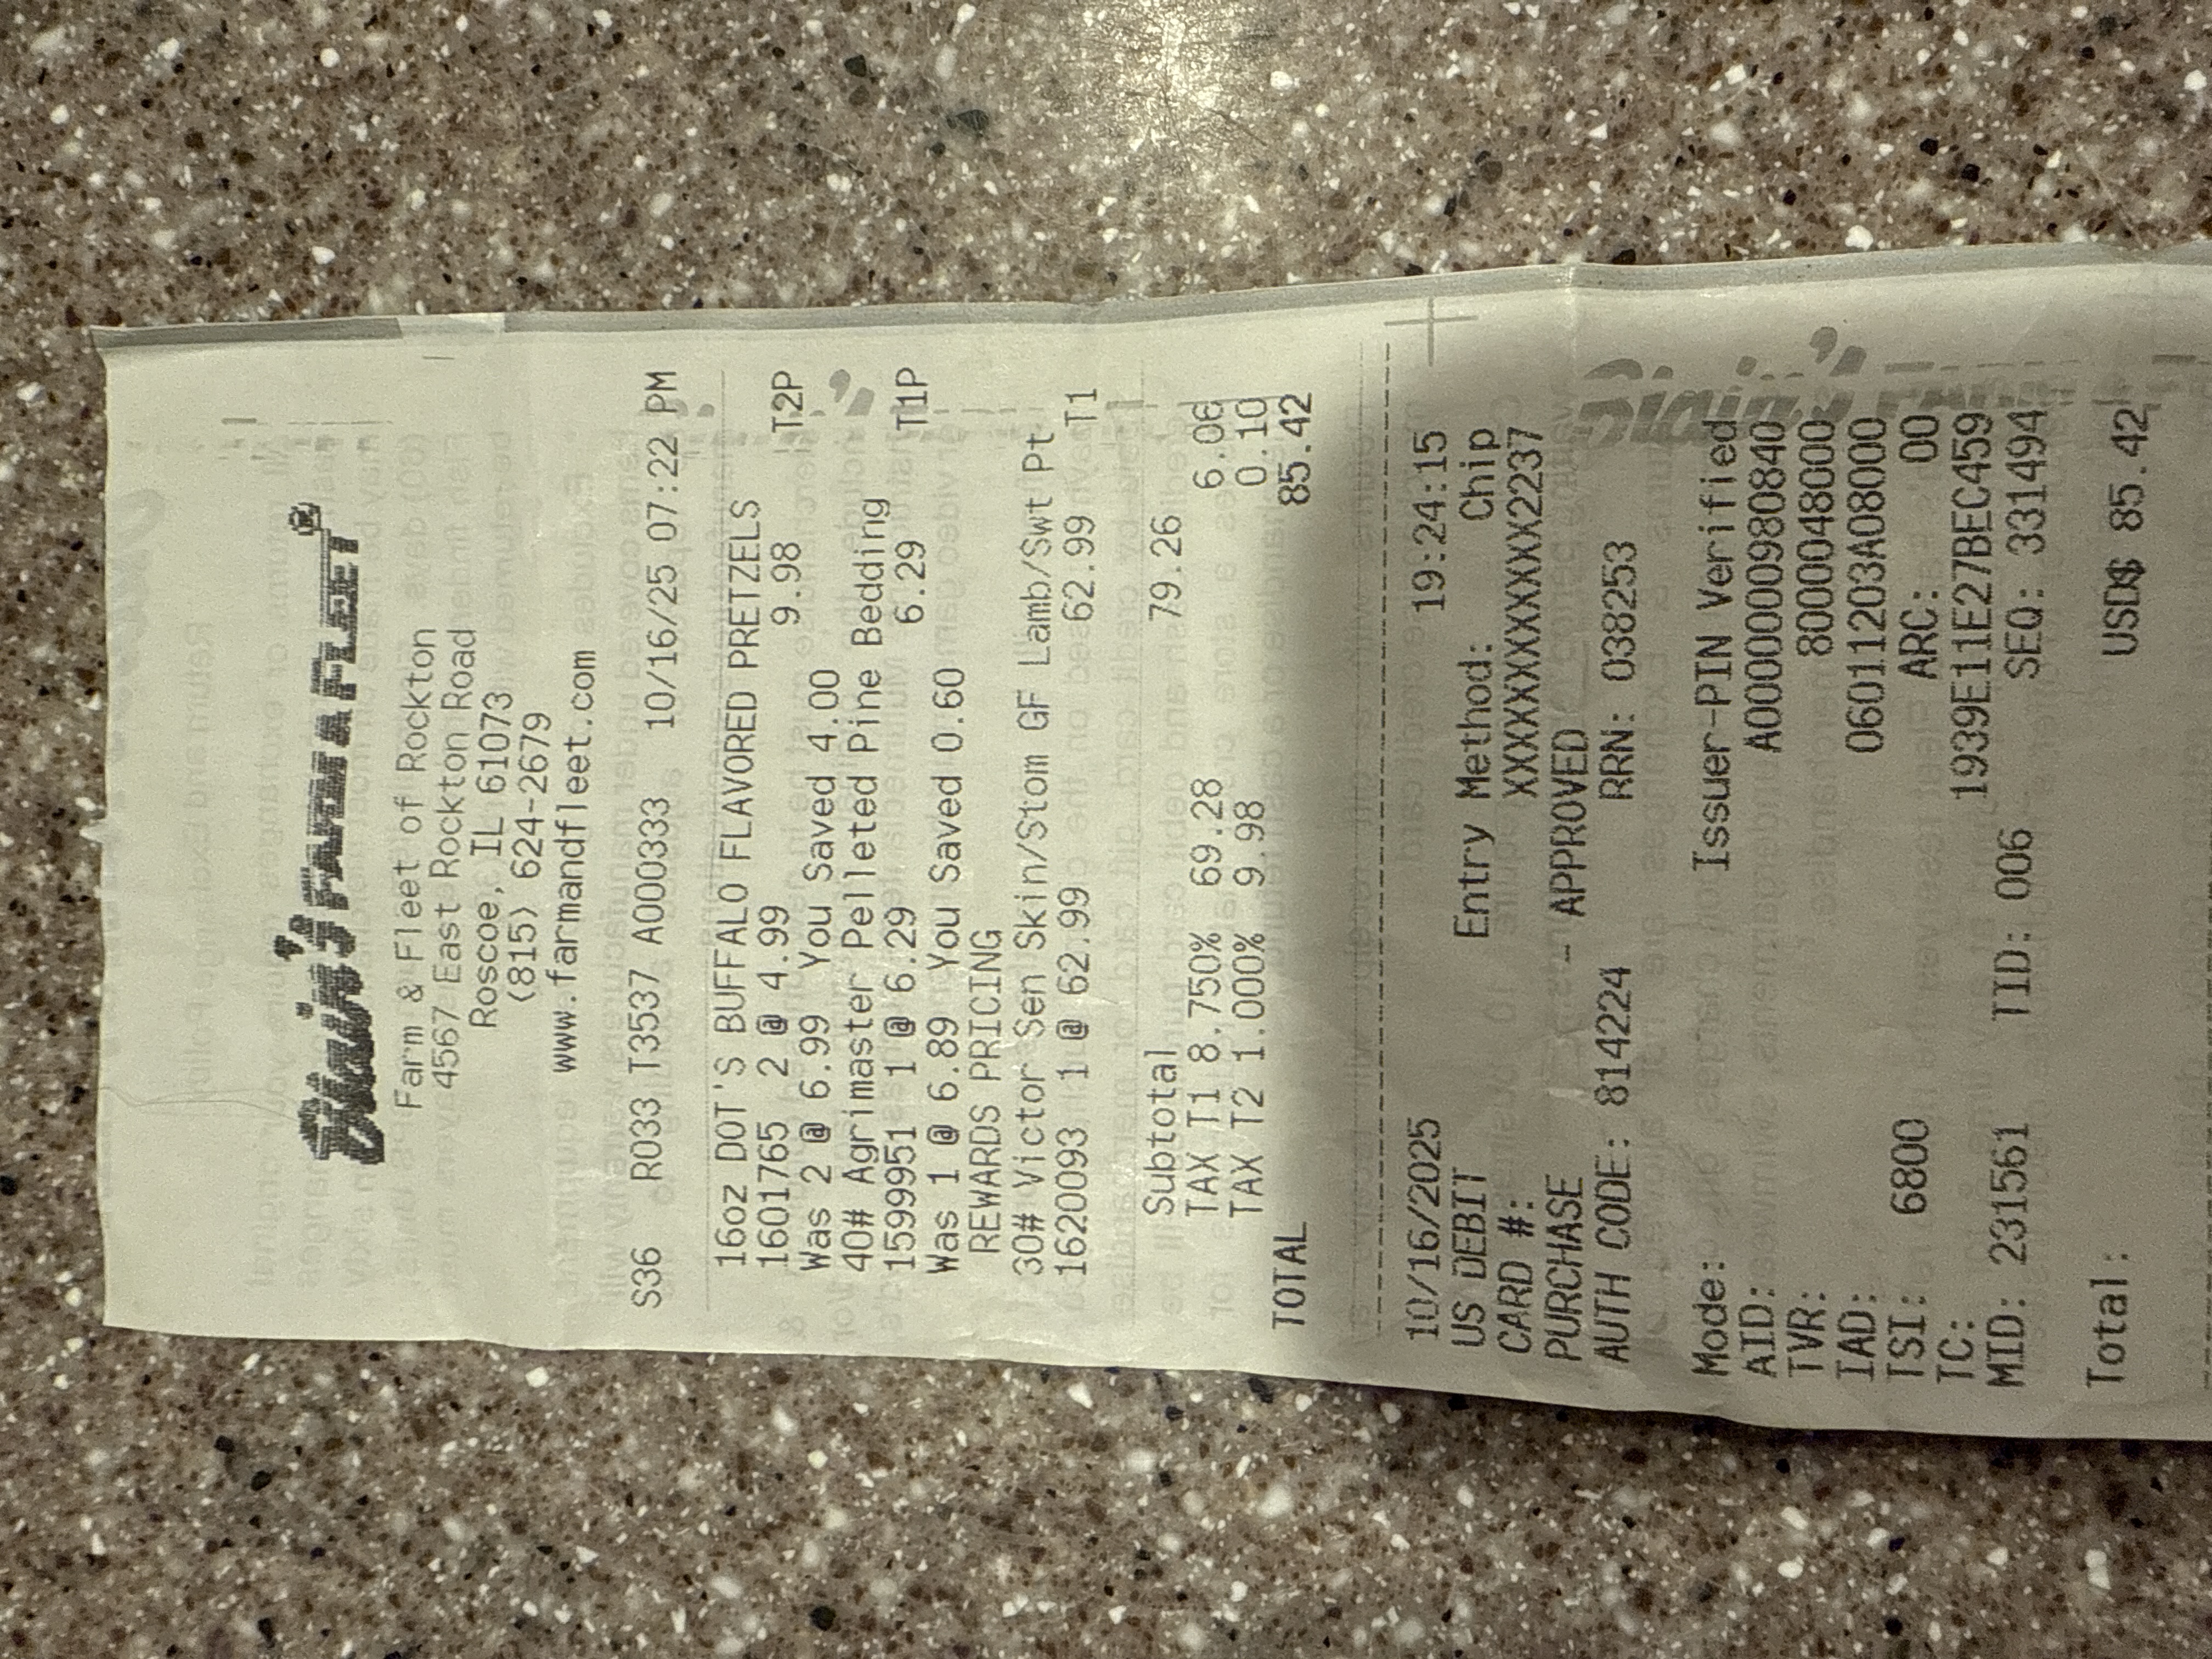 Blain's FARM & FLEET®
Farm & Fleet of Rockton
4567 East Rockton Road
Roscoe, IL 61073
(815) 624-2679
www.farmandfleet.com
S36 R033 T3537 A000333 10/16/25 07:22 PM
16oz DOT'S BUFFALO FLAVORED PRETZELS
1601765 2 @ 4.99 9.98 T2P
Was 2 @ 6.99 You Saved 4.00
40# Agrimaster Pelleted Pine Bedding
1599951 1 @ 6.29 6.29 T1P
Was 1 @ 6.89 You Saved 0.60
REWARDS PRICING
30# Victor Sen Skin/Stom GF Lamb/Swt Pt
1620093 1 @ 62.99 62.99 T1
Subtotal 79.26
TAX T1 8.750% 69.28 6.06
TAX T2 1.000% 9.98 0.10
TOTAL 85.42
10/16/2025 19:24:15
US DEBIT Entry Method: Chip
CARD #: XXXXXXXXXXXX2237
PURCHASE - APPROVED
AUTH CODE: 814224 RRN: 038253
Mode: Issuer-PIN Verified
AID: A0000000980840
TVR: 8000048000
IAD: 06011203A08000
TSI: 6800 ARC: 00
TC: 1939E11E27BEC459
MID: 231561 TID: 006 SEQ: 331494
Total: USD$ 85.42